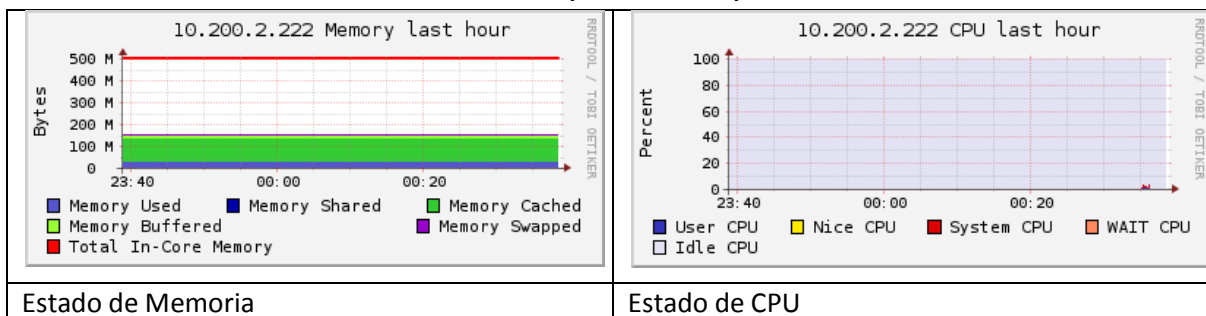 10.200.2.222 Memory last hour
RRDTOOL / TOBI OETIKER
Bytes
500 M
400 M
300 M
200 M
100 M
0
23:40 00:00 00:20
Memory Used Memory Shared Memory Cached
Memory Buffered Memory Swapped
Total In-Core Memory
Estado de Memoria
10.200.2.222 CPU last hour
RRDTOOL / TOBI OETIKER
Percent
100
80
60
40
20
0
23:40 00:00 00:20
User CPU Nice CPU System CPU WAIT CPU
Idle CPU
Estado de CPU